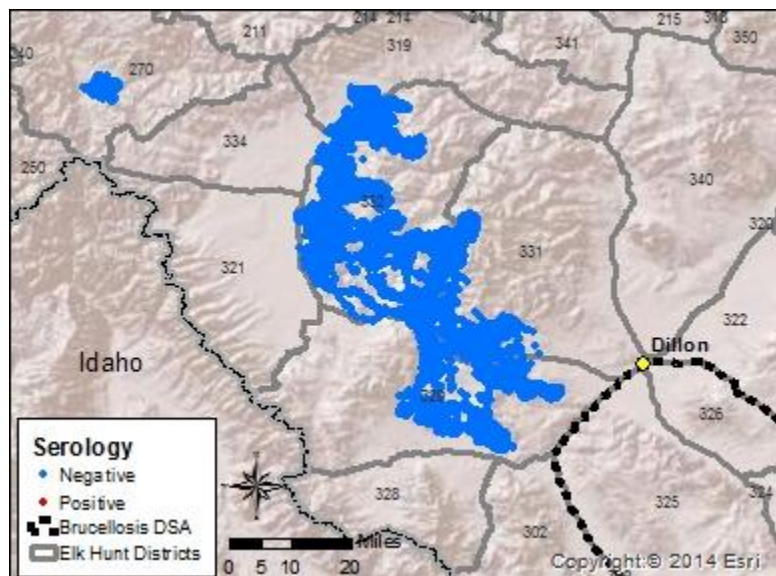 214 214 214 215 318
211 319 341 350
240 270
334
250 340
332
331 320
321
322
Dillon
Idaho
329
326
Serology
Negative
Positive
Brucellosis DSA
Elk Hunt Districts
328 325 324
302
Miles
0 5 10 20
Copyright:© 2014 Esri